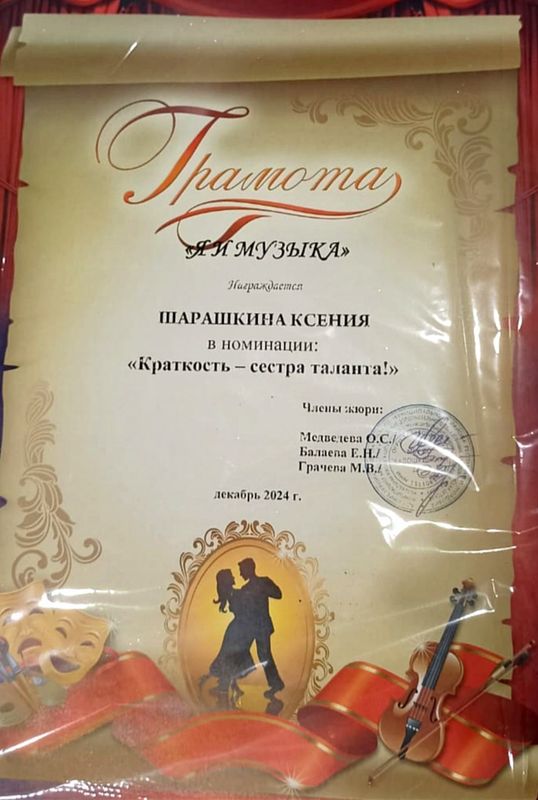 Грамота
«Я И МУЗЫКА»
Награждается
ШАРАШКИНА КСЕНИЯ
в номинации:
«Краткость – сестра таланта!»
Члены жюри:
Медведева О.С./
Балаева Е.Н./
Грачева М.В./
декабрь 2024 г.